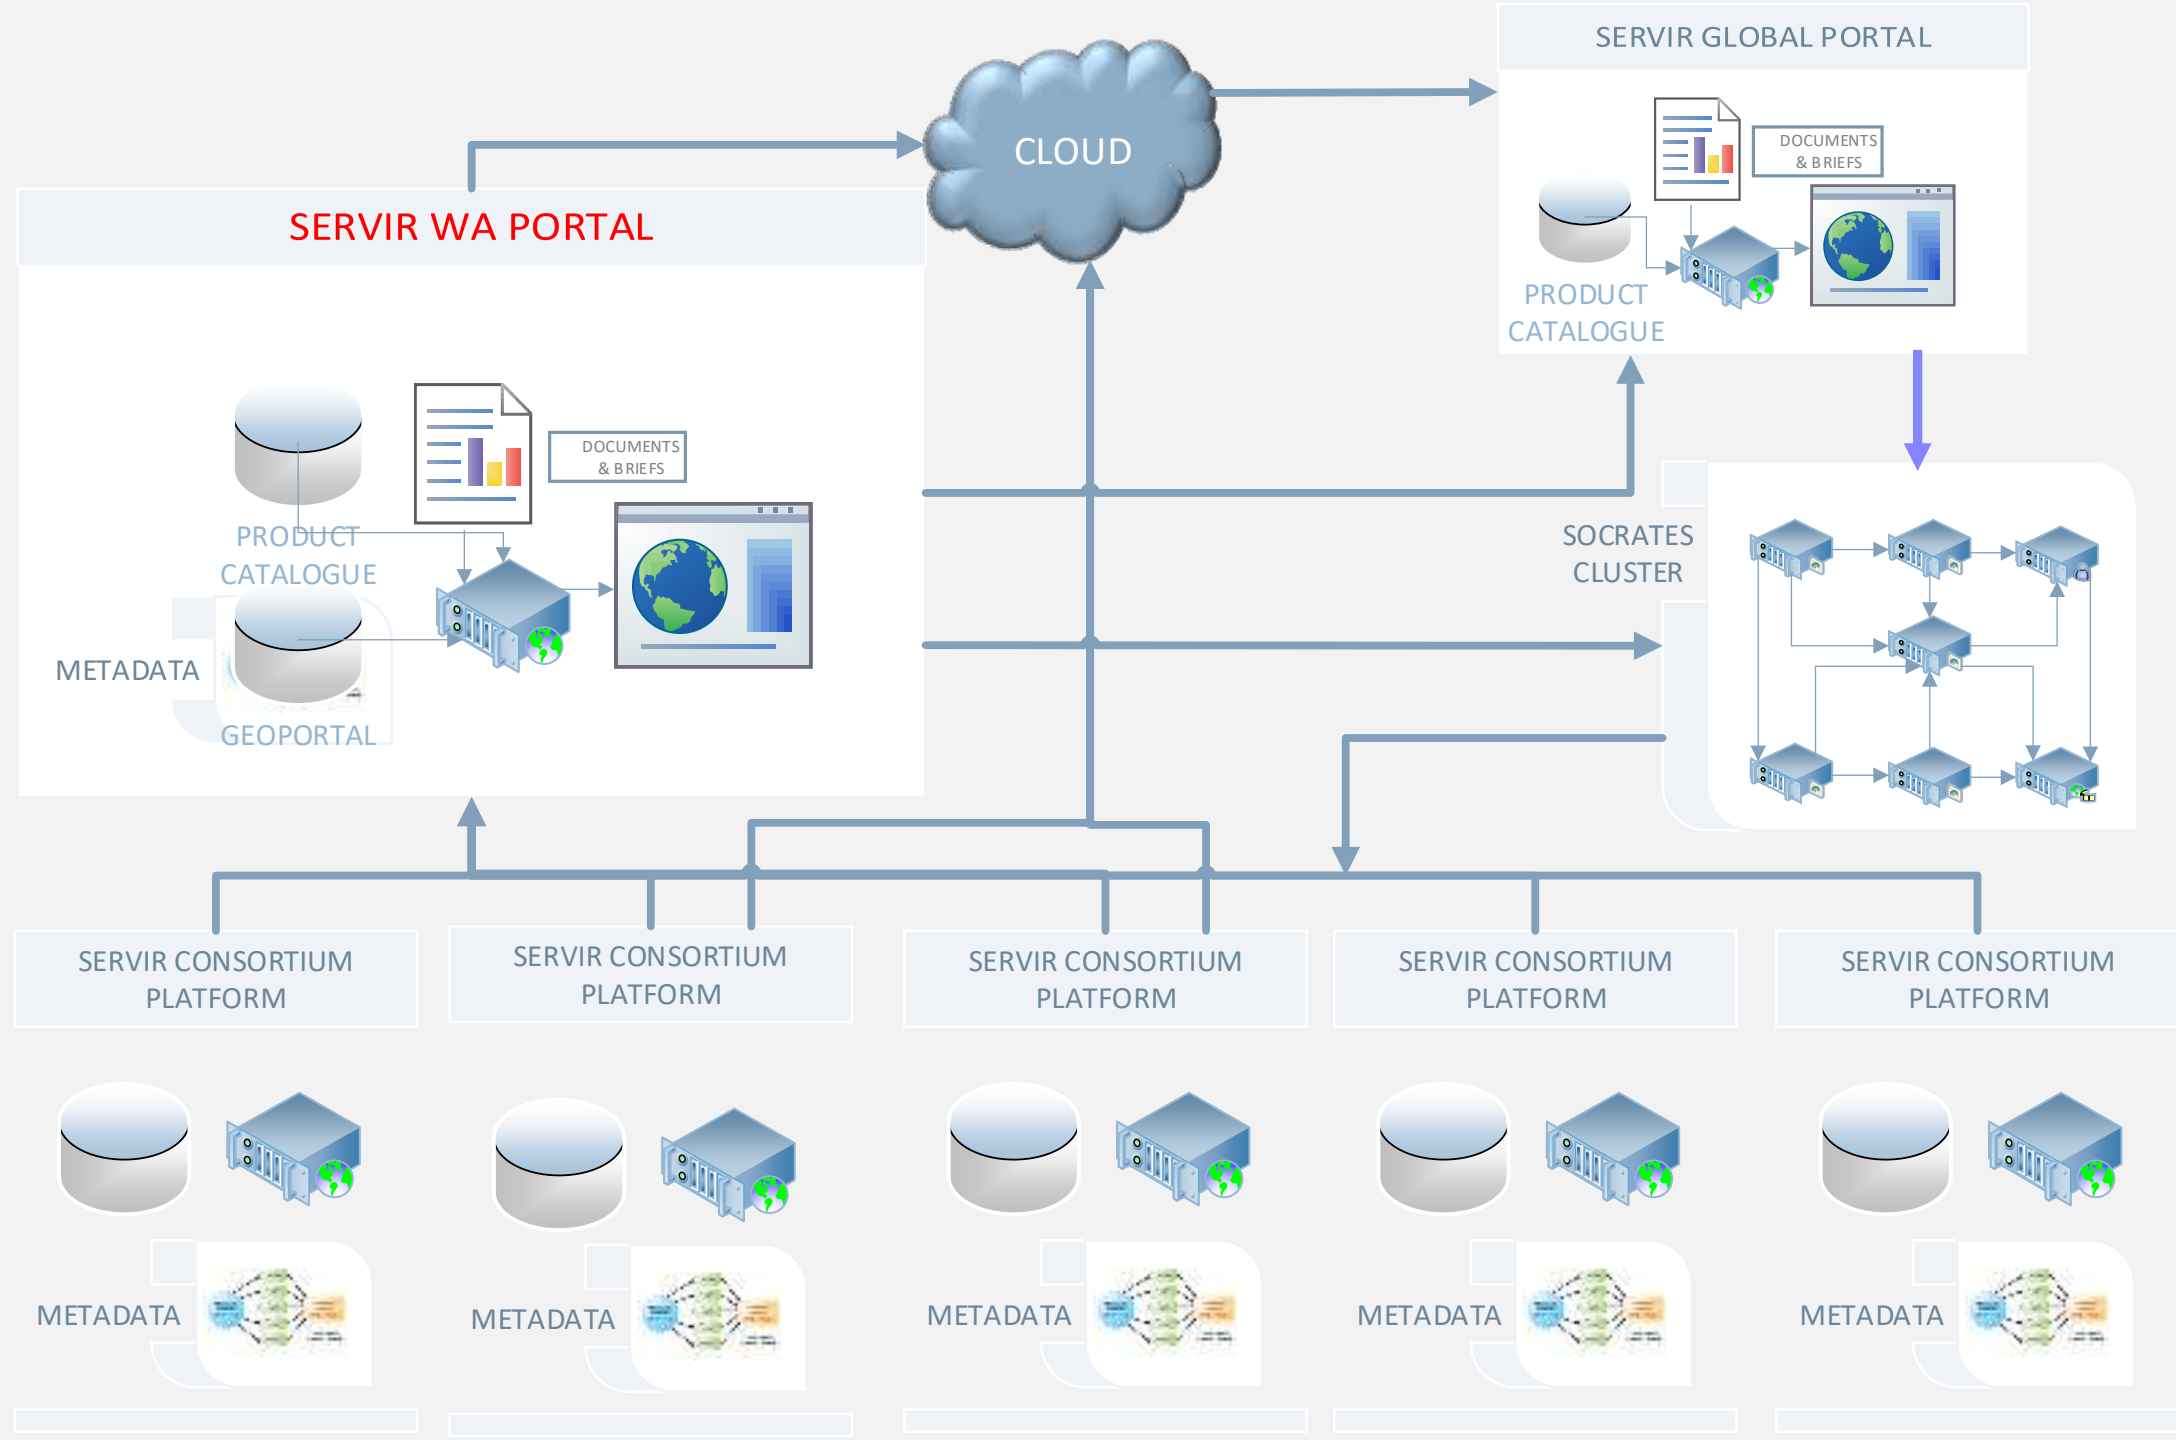 SERVIR GLOBAL PORTAL
CLOUD
DOCUMENTS
& BRIEFS
SERVIR WA PORTAL
PRODUCT
CATALOGUE
DOCUMENTS
& BRIEFS
PRODUCT
CATALOGUE
SOCRATES
CLUSTER
METADATA
GEOPORTAL
SERVIR CONSORTIUM
PLATFORM
SERVIR CONSORTIUM
PLATFORM
SERVIR CONSORTIUM
PLATFORM
SERVIR CONSORTIUM
PLATFORM
SERVIR CONSORTIUM
PLATFORM
METADATA
METADATA
METADATA
METADATA
METADATA